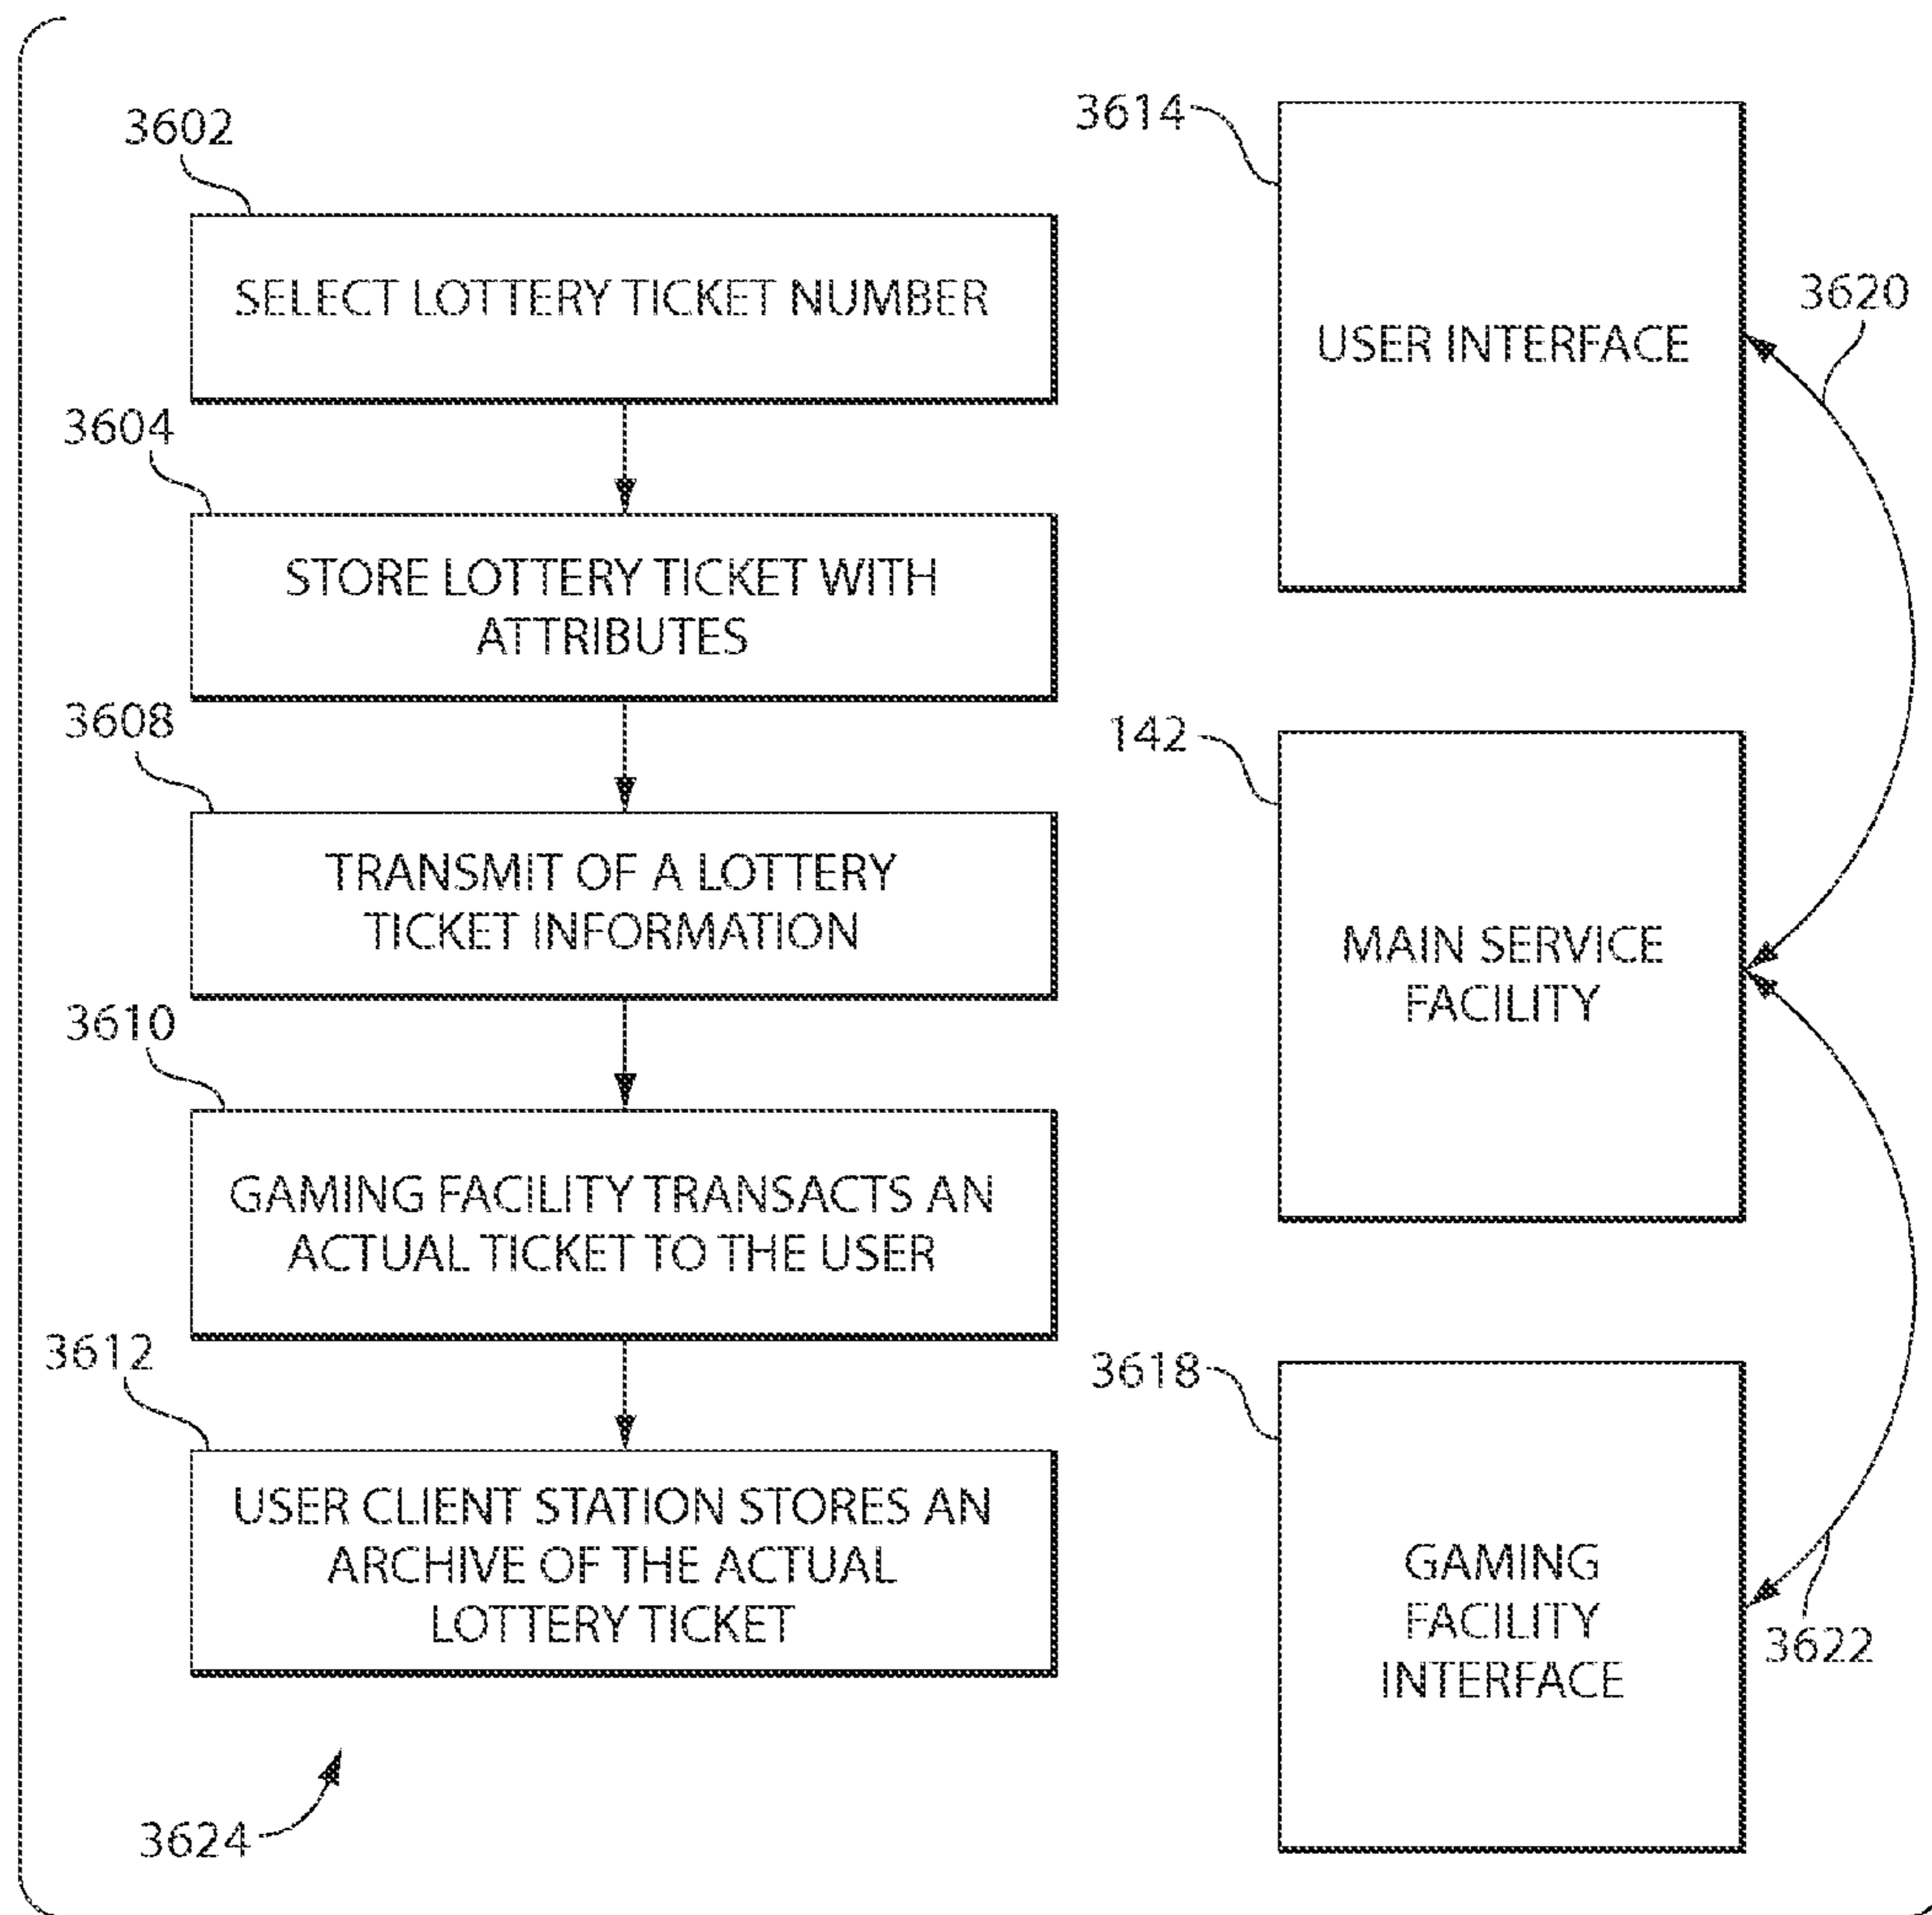 3602
SELECT LOTTERY TICKET NUMBER
3604
STORE LOTTERY TICKET WITH
ATTRIBUTES
3608
TRANSMIT OF A LOTTERY
TICKET INFORMATION
3610
GAMING FACILITY TRANSACTS AN
ACTUAL TICKET TO THE USER
3612
USER CLIENT STATION STORES AN
ARCHIVE OF THE ACTUAL
LOTTERY TICKET
3624
3614
USER INTERFACE
3620
142
MAIN SERVICE
FACILITY
3618
GAMING
FACILITY
INTERFACE
3622